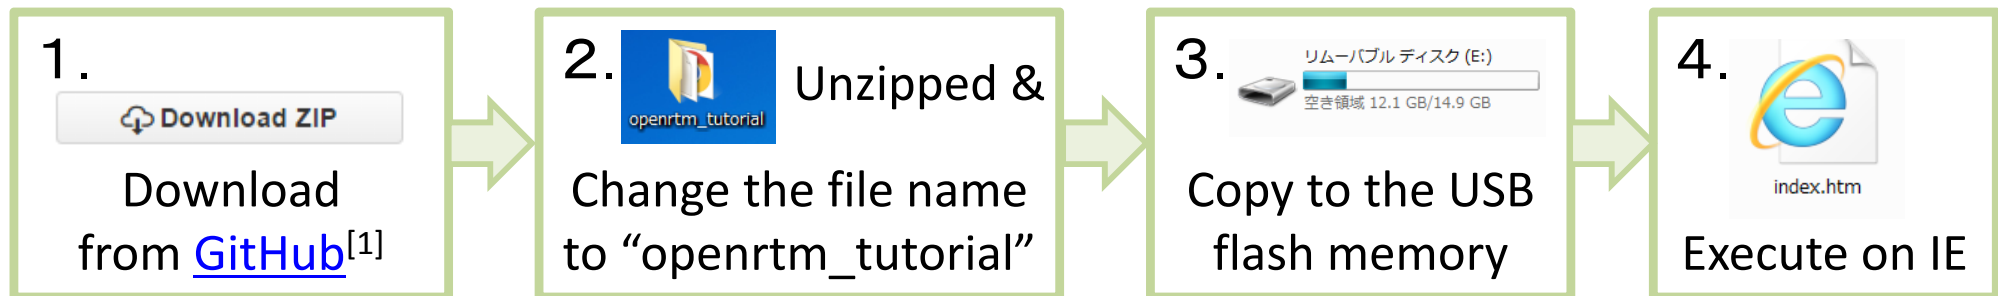 1.
Download ZIP
Download
from GitHub[1]
2.
openrtm_tutorial
Unzipped &
Change the file name
to “openrtm_tutorial”
3.
リムーバブル ディスク (E:)
空き領域 12.1 GB/14.9 GB
Copy to the USB
flash memory
4.
index.htm
Execute on IE